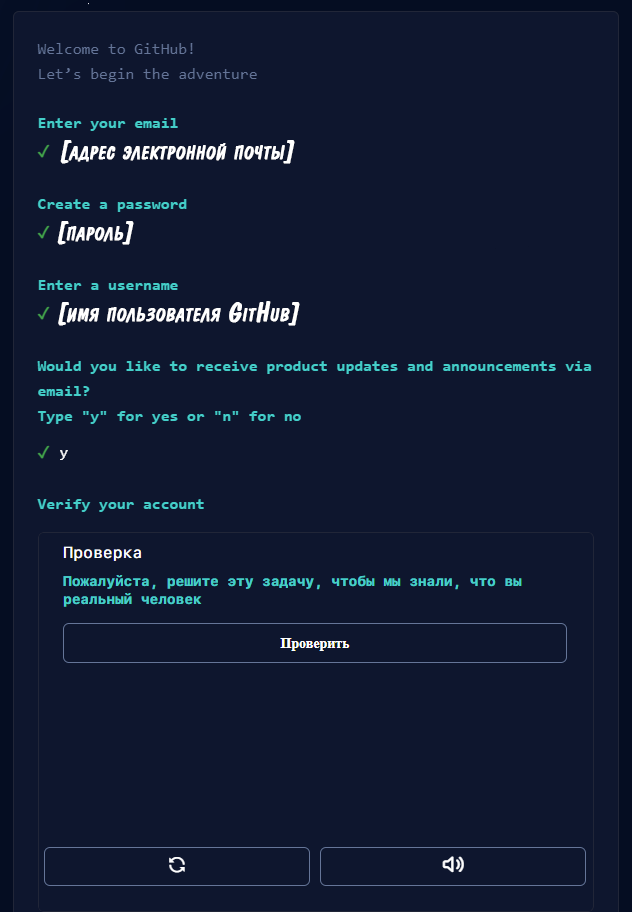 Welcome to GitHub!
Let’s begin the adventure
Enter your email
✓ [адрес электронной почты]
Create a password
✓ [пароль]
Enter a username
✓ [имя пользователя GitHub]
Would you like to receive product updates and announcements via
email?
Type "y" for yes or "n" for no
✓ y
Verify your account
Проверка
Пожалуйста, решите эту задачу, чтобы мы знали, что вы
реальный человек
Проверить